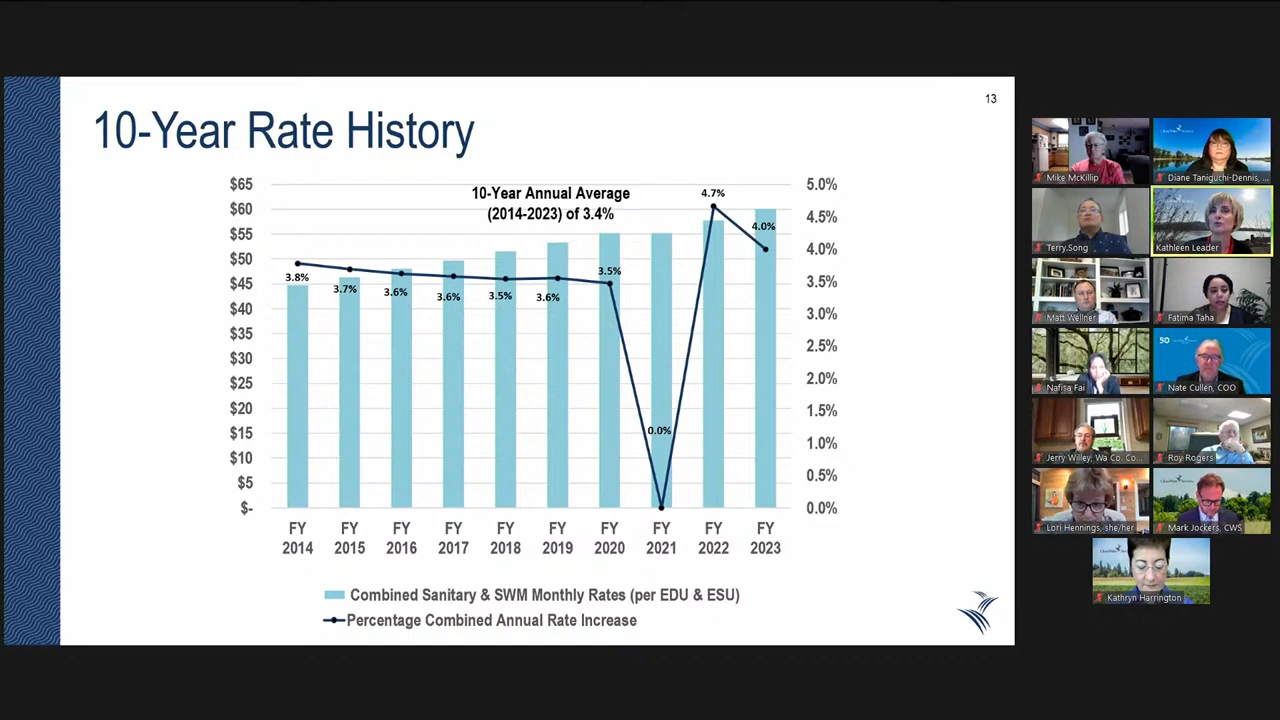 13
10-Year Rate History
10-Year Annual Average
(2014-2023) of 3.4%
$65
$60
$55
$50
$45
$40
$35
$30
$25
$20
$15
$10
$5
$-
5.0%
4.5%
4.0%
3.5%
3.0%
2.5%
2.0%
1.5%
1.0%
0.5%
0.0%
3.8%
3.7%
3.6%
3.6%
3.5%
3.6%
3.5%
0.0%
4.7%
4.0%
FY 2014
FY 2015
FY 2016
FY 2017
FY 2018
FY 2019
FY 2020
FY 2021
FY 2022
FY 2023
Combined Sanitary & SWM Monthly Rates (per EDU & ESU)
Percentage Combined Annual Rate Increase
Mike McKillip
Diane Taniguchi-Dennis, ...
Terry.Song
Kathleen Leader
Matt Wellner
Fatima Taha
Nafisa Fai
50
Nate Cullen, COO
Jerry Willey, Wa Co. Co...
Roy Rogers
Lori Hennings, she/her
Mark Jockers, CWS
Kathryn Harrington